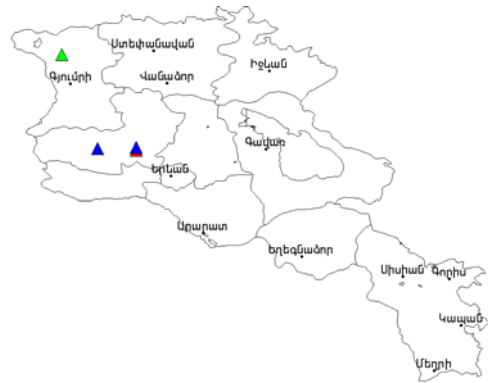 Ստեփանավան
Իջևան
Գյումրի
Վանաձոր
Գավառ
Երևան
Արարատ
Եղեգնաձոր
Սիսիան
Գորիս
Կապան
Մեղրի